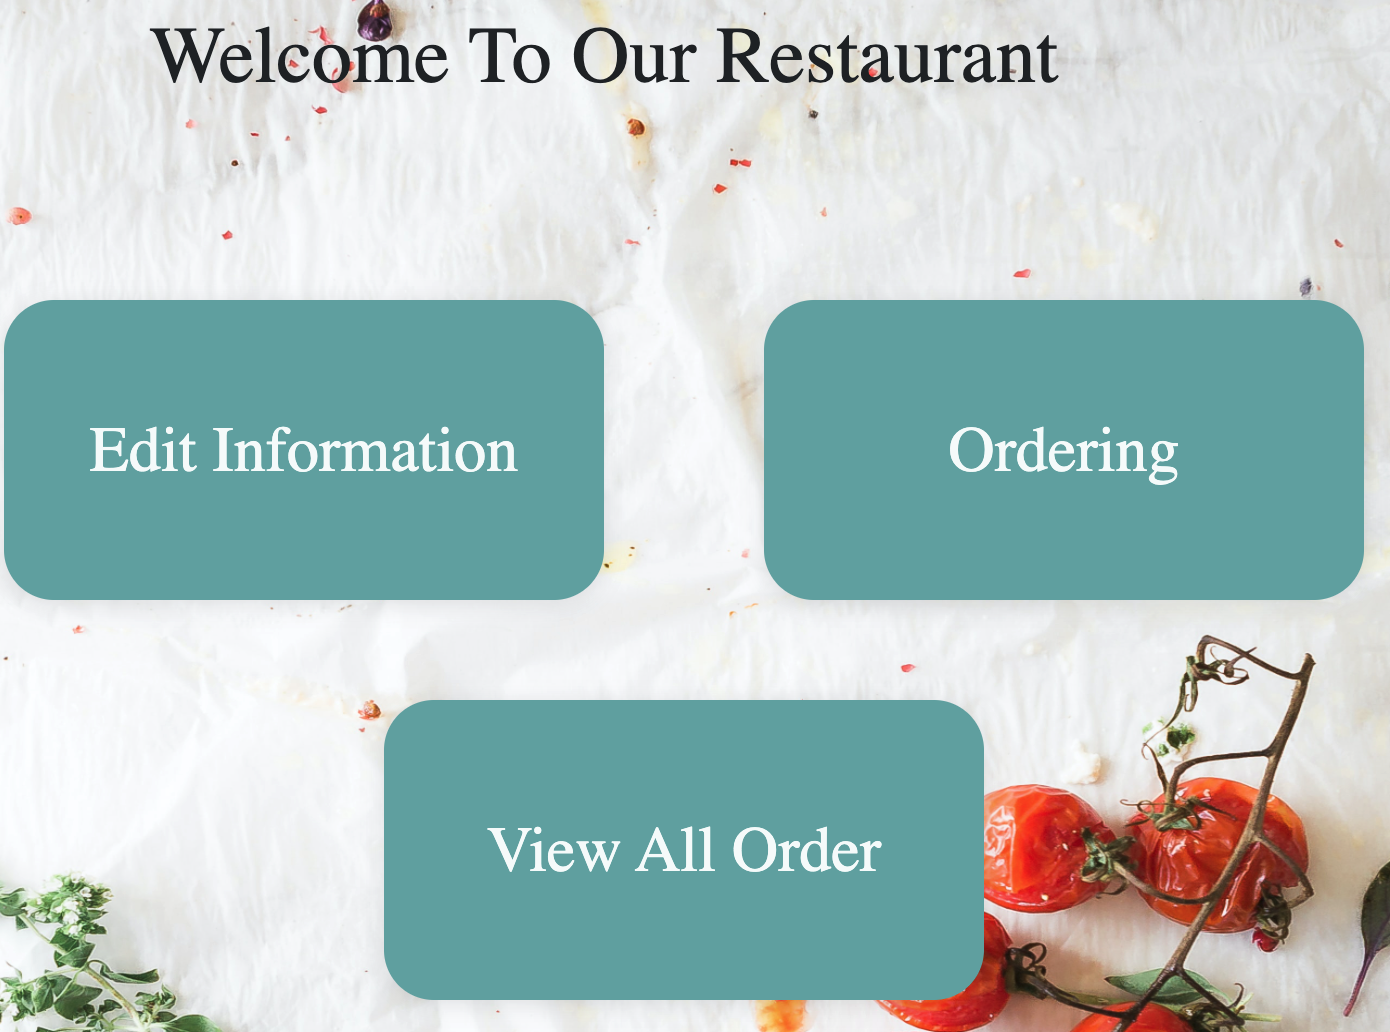 Welcome To Our Restaurant
Edit Information
Ordering
View All Order